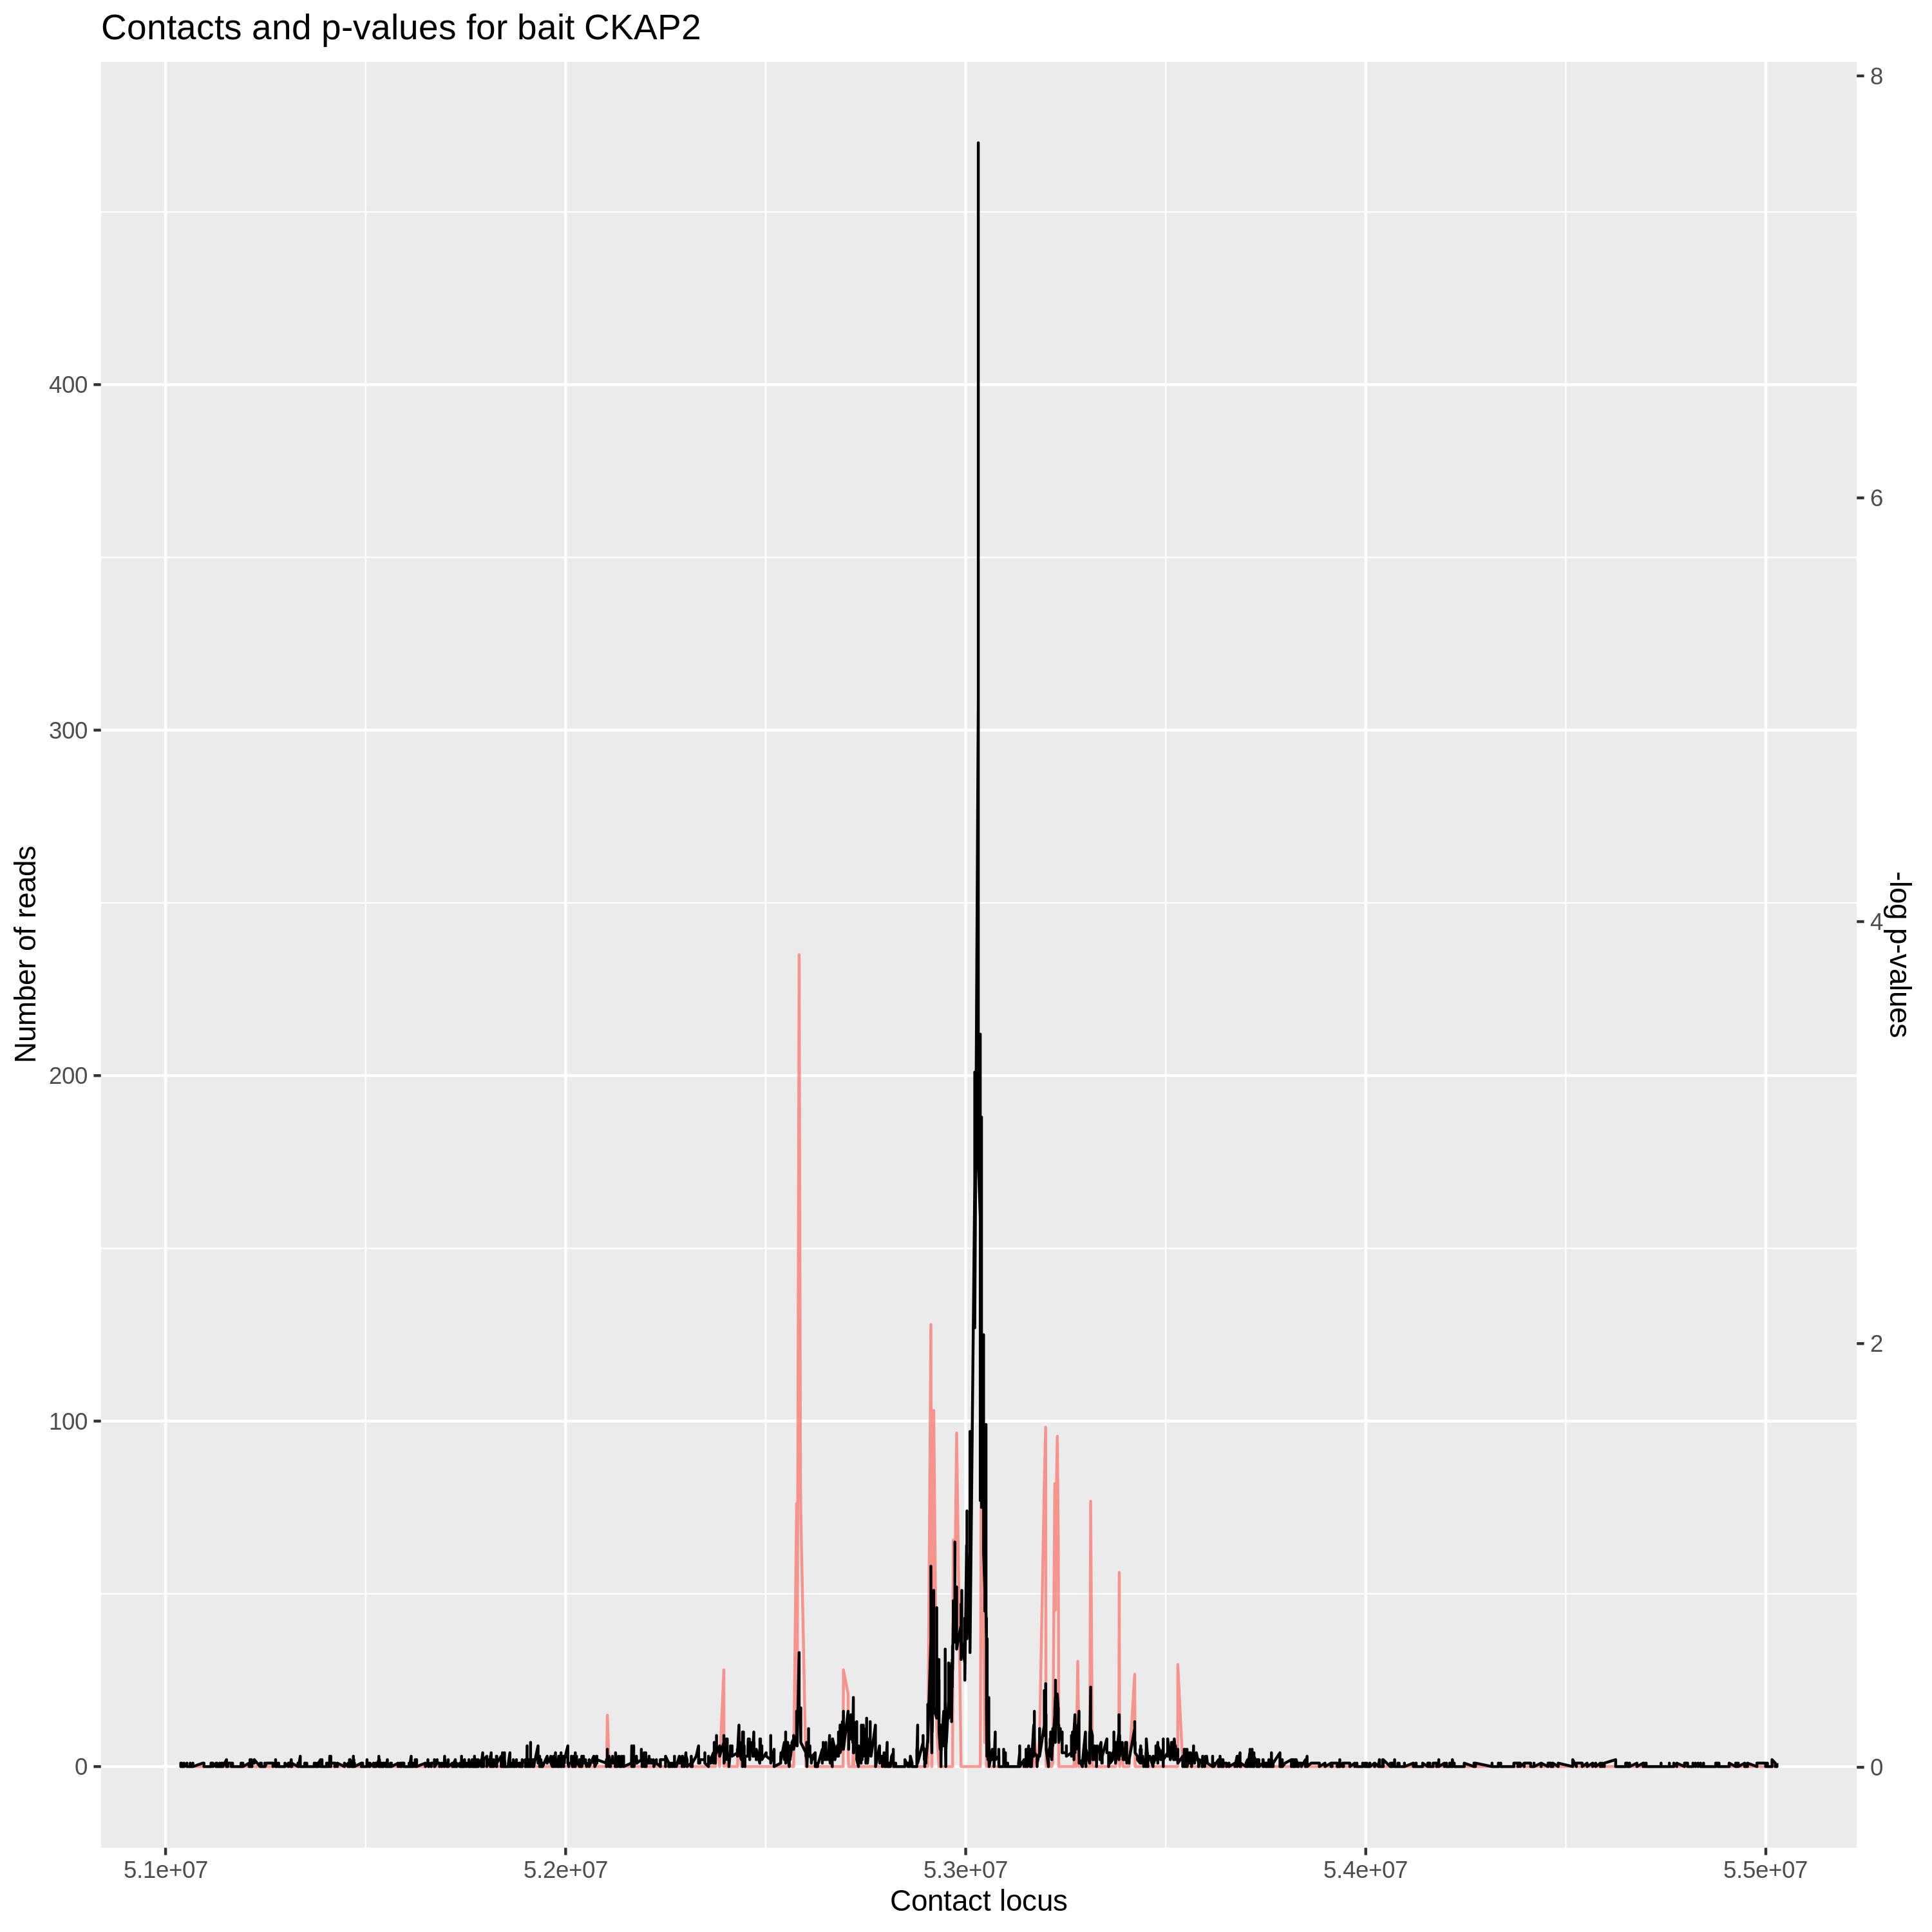 Contacts and p-values for bait CKAP2
Number of reads
400
300
200
100
0
8
6
4
2
0
-log p-values
5.1e+07
5.2e+07
5.3e+07
5.4e+07
5.5e+07
Contact locus